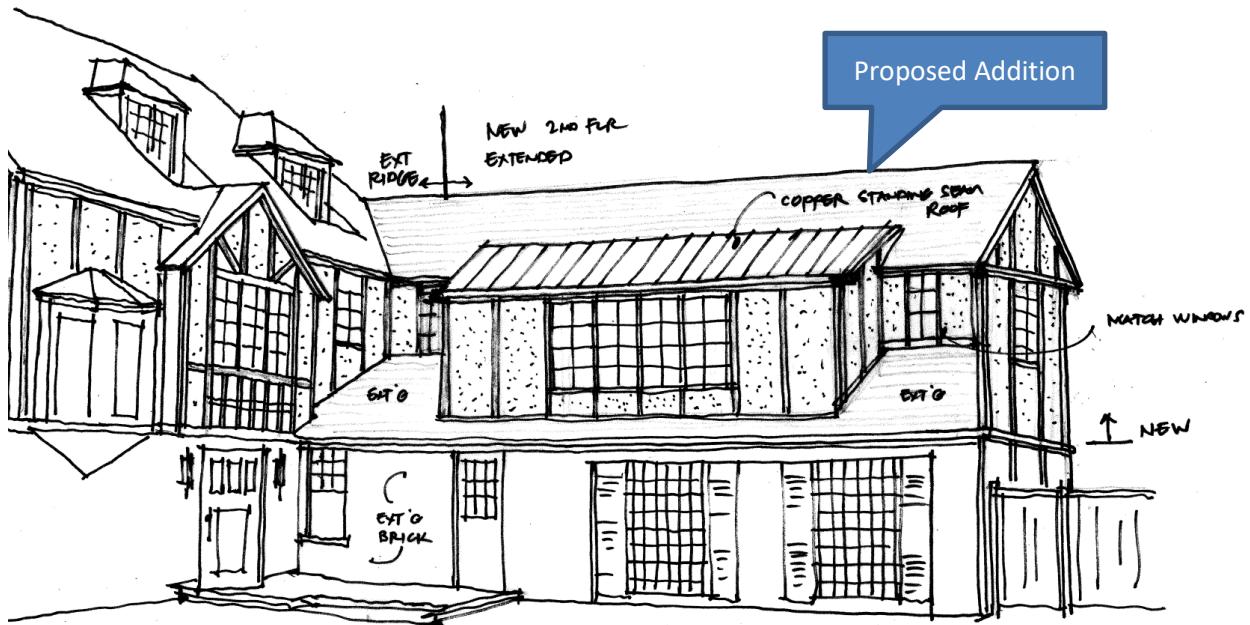 Proposed Addition
NEW 2ND FLR
EXTENDED
EXT
RIDGE
COPPER STANDING SEAM
ROOF
MATCH WINDOWS
EXT'G
EXT'G
NEW
EXT'G
BRICK